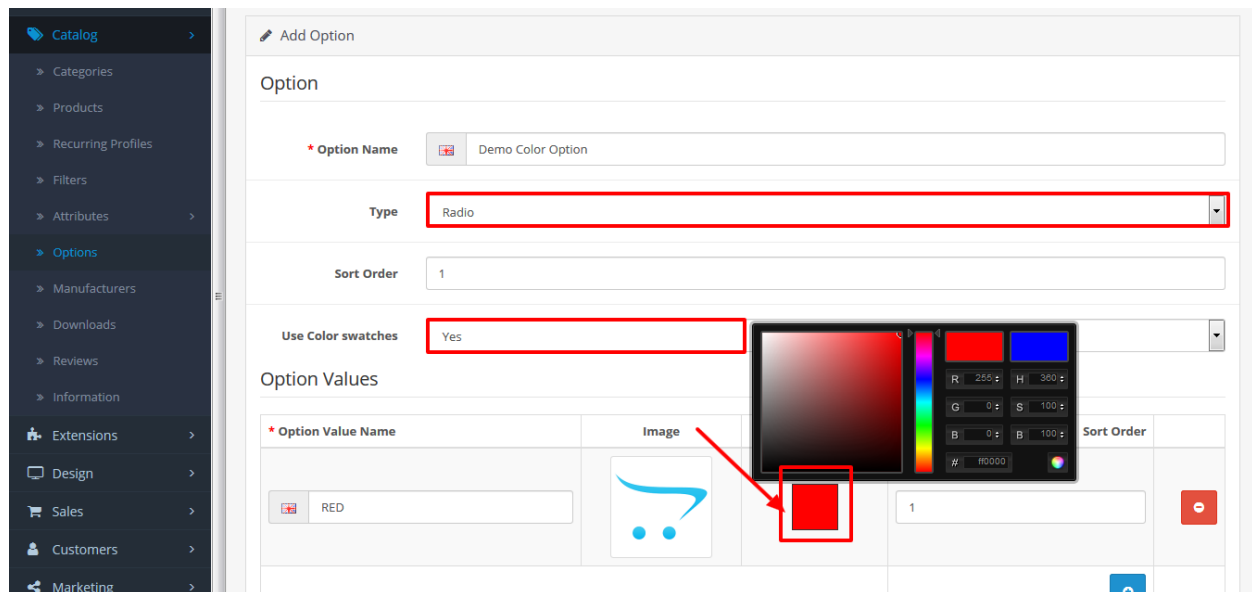 Catalog
Categories
Products
Recurring Profiles
Filters
Attributes
Options
Manufacturers
Downloads
Reviews
Information
Extensions
Design
Sales
Customers
Marketing
Add Option
Option
* Option Name
Demo Color Option
Type
Radio
Sort Order
1
Use Color swatches
Yes
R 255 H 360
G 0 S 100
B 0 B 100
# ff0000
Option Values
* Option Value Name Image Sort Order
RED 1